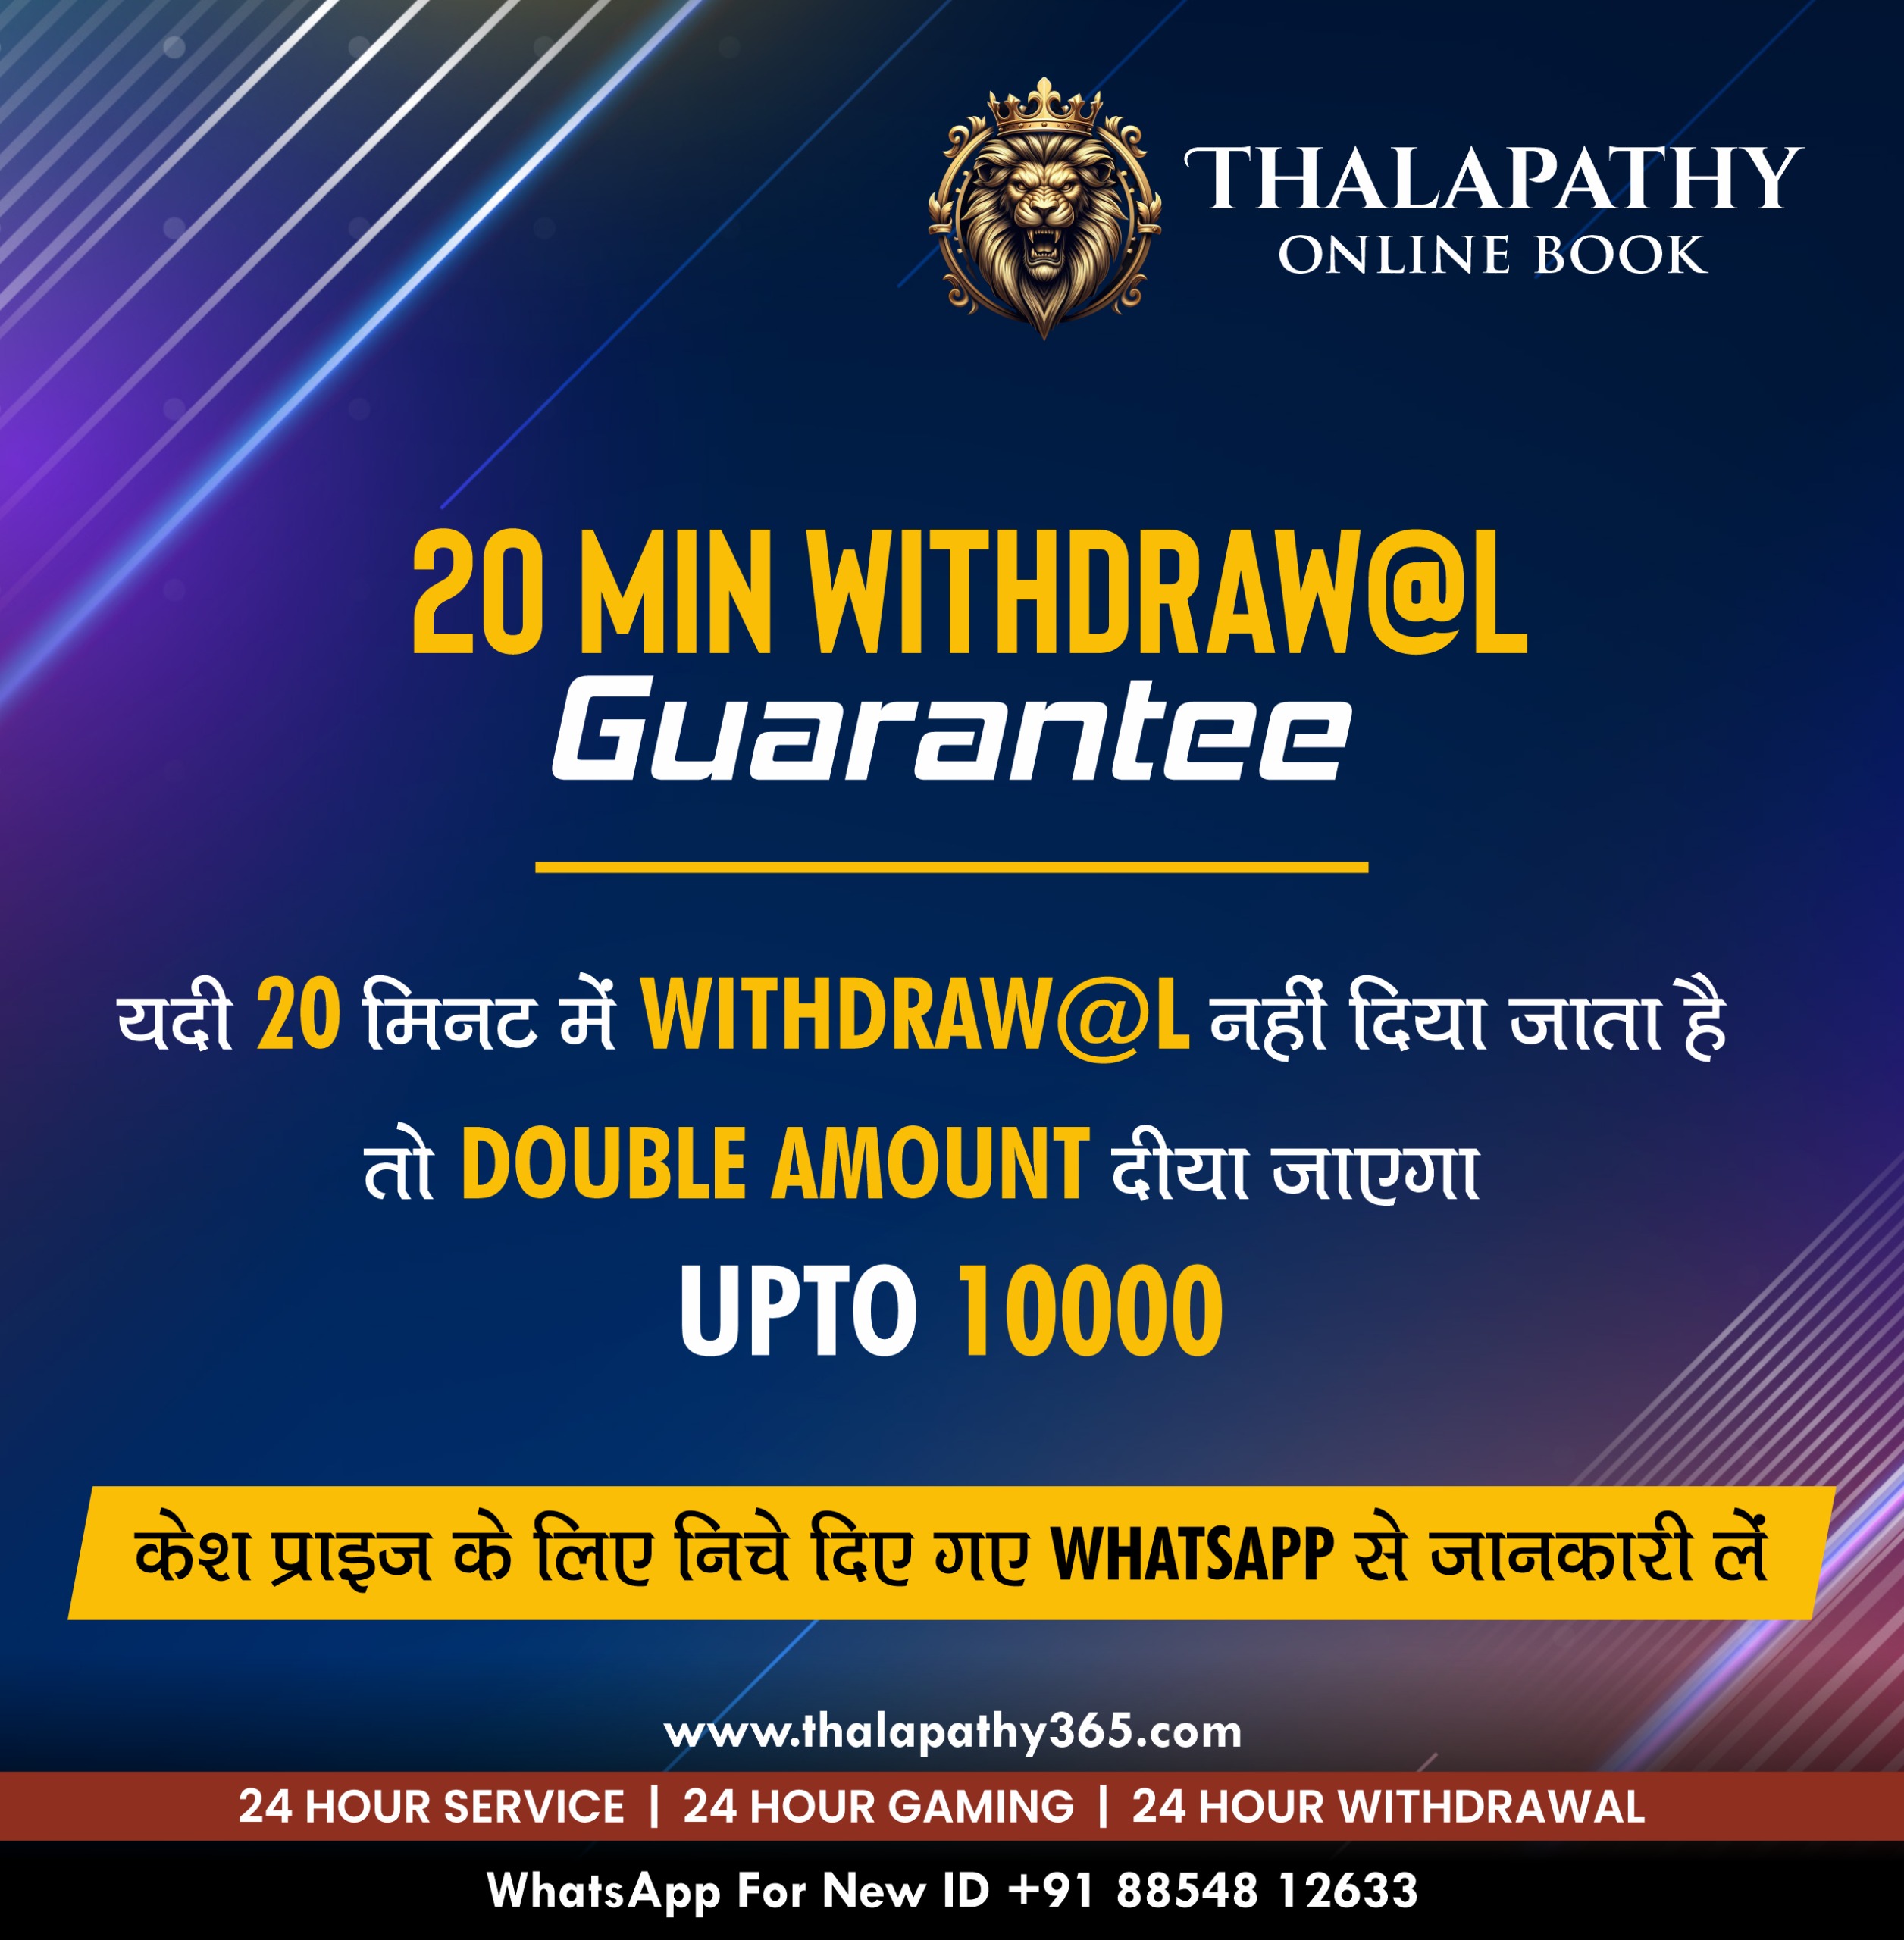 THALAPATHY
ONLINE BOOK
20 MIN WITHDRAW@L
Guarantee
यदी 20 मिनट में WITHDRAW@L नहीं दिया जाता है
तो DOUBLE AMOUNT दीया जाएगा
UPTO 10000
केश प्राइज के लिए निचे दिए गए WHATSAPP से जानकारी लें
www.thalapathy365.com
24 HOUR SERVICE | 24 HOUR GAMING | 24 HOUR WITHDRAWAL
WhatsApp For New ID +91 88548 12633